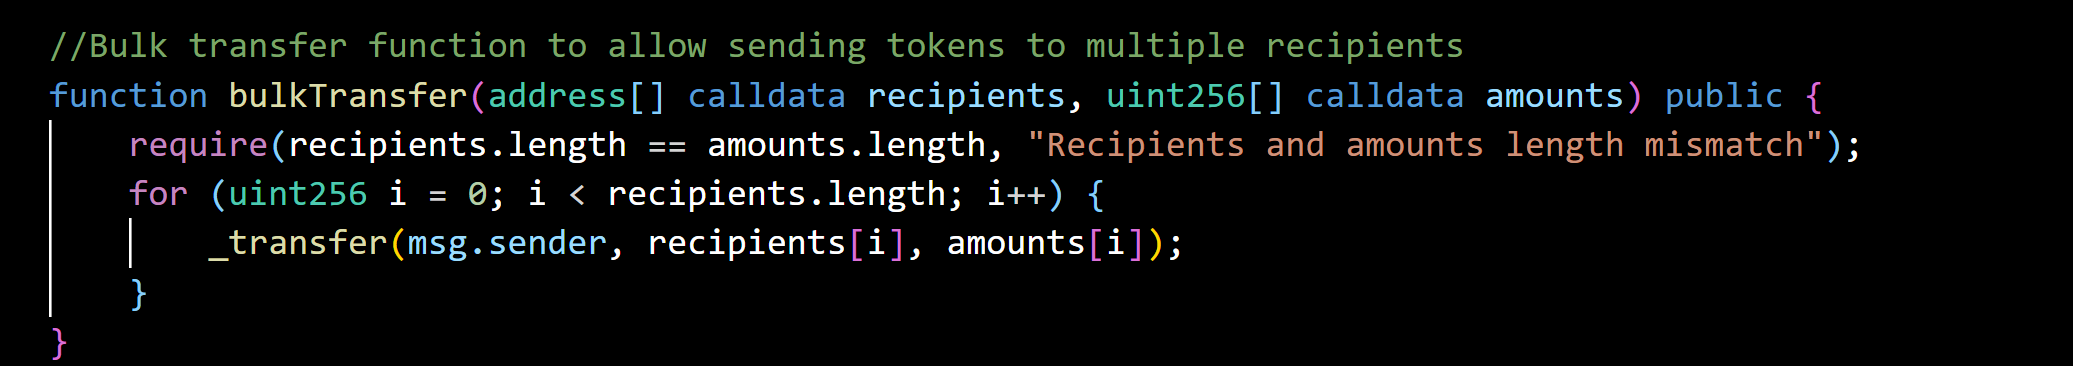 //Bulk transfer function to allow sending tokens to multiple recipients
function bulkTransfer(address[] calldata recipients, uint256[] calldata amounts) public {
    require(recipients.length == amounts.length, "Recipients and amounts length mismatch");
    for (uint256 i = 0; i < recipients.length; i++) {
        _transfer(msg.sender, recipients[i], amounts[i]);
    }
}